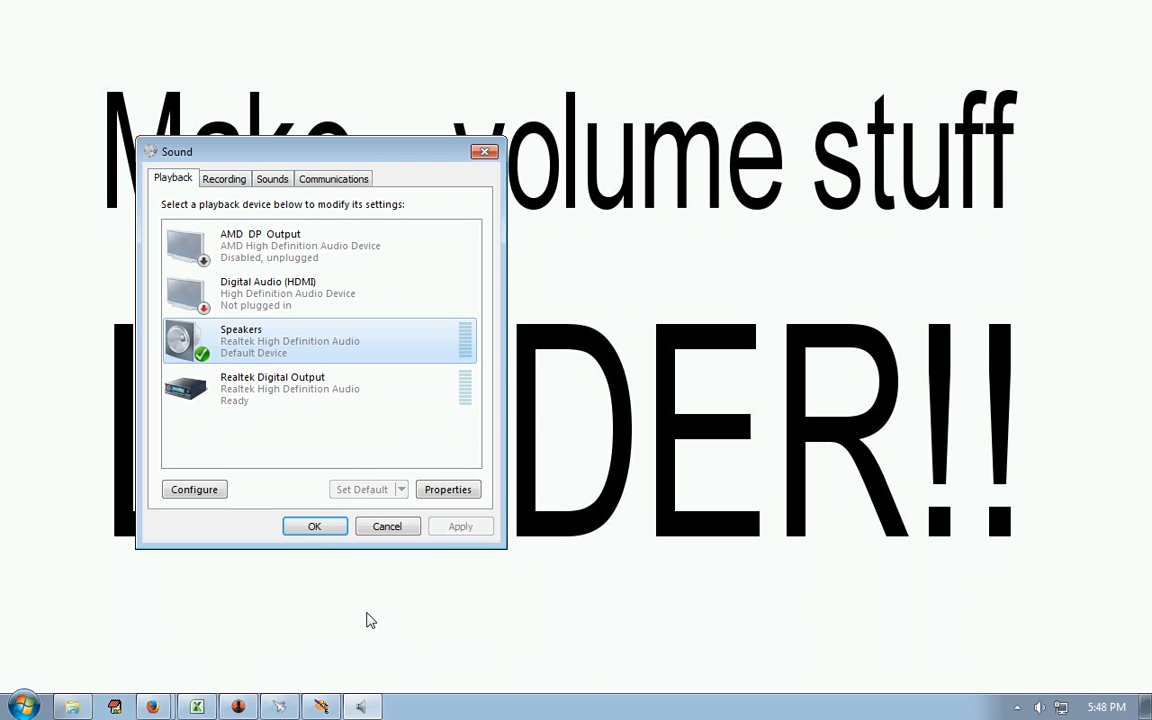 Make volume stuff
DER!!
Sound
Playback
Recording
Sounds
Communications
Select a playback device below to modify its settings:
AMD DP Output
AMD High Definition Audio Device
Disabled, unplugged
Digital Audio (HDMI)
High Definition Audio Device
Not plugged in
Speakers
Realtek High Definition Audio
Default Device
Realtek Digital Output
Realtek High Definition Audio
Ready
Configure
Set Default
Properties
OK
Cancel
Apply
5:48 PM